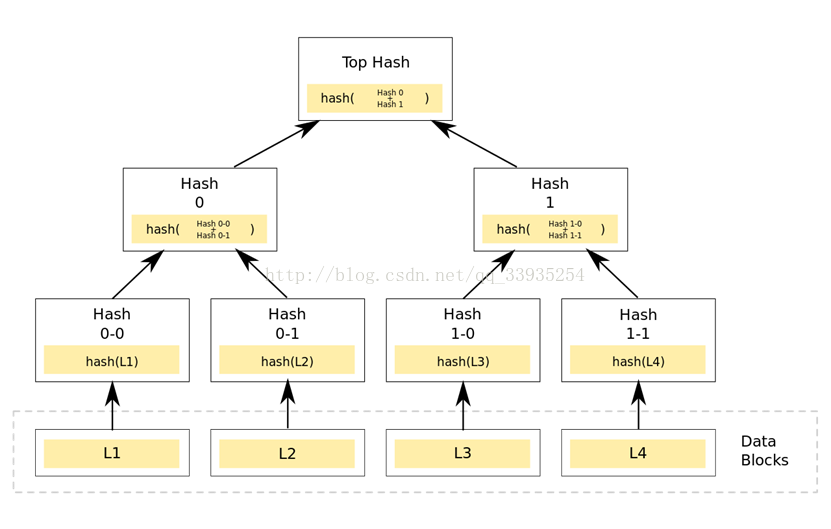 Top Hash
hash( Hash 0 + Hash 1 )
Hash
0
hash( Hash 0-0 + Hash 0-1 )
Hash
1
hash( Hash 1-0 + Hash 1-1 )
http://blog.csdn.net/qq_33935254
Hash
0-0
hash(L1)
Hash
0-1
hash(L2)
Hash
1-0
hash(L3)
Hash
1-1
hash(L4)
L1
L2
L3
L4
Data
Blocks